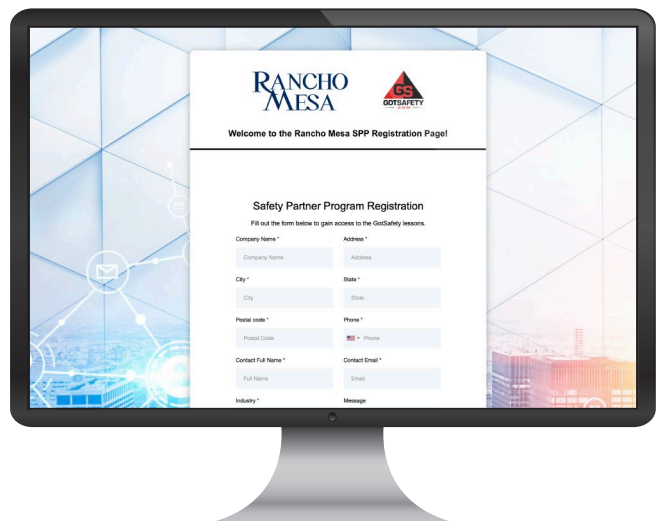 RANCHO
MESA
GS
GOTSAFETY
.COM
Welcome to the Rancho Mesa SPP Registration Page!
Safety Partner Program Registration
Fill out the form below to gain access to the GotSafety lessons.
Company Name * Address *
Company Name Address
City * State *
City State
Postal code * Phone *
Postal Code Phone
Contact Full Name * Contact Email *
Full Name Email
Industry * Message